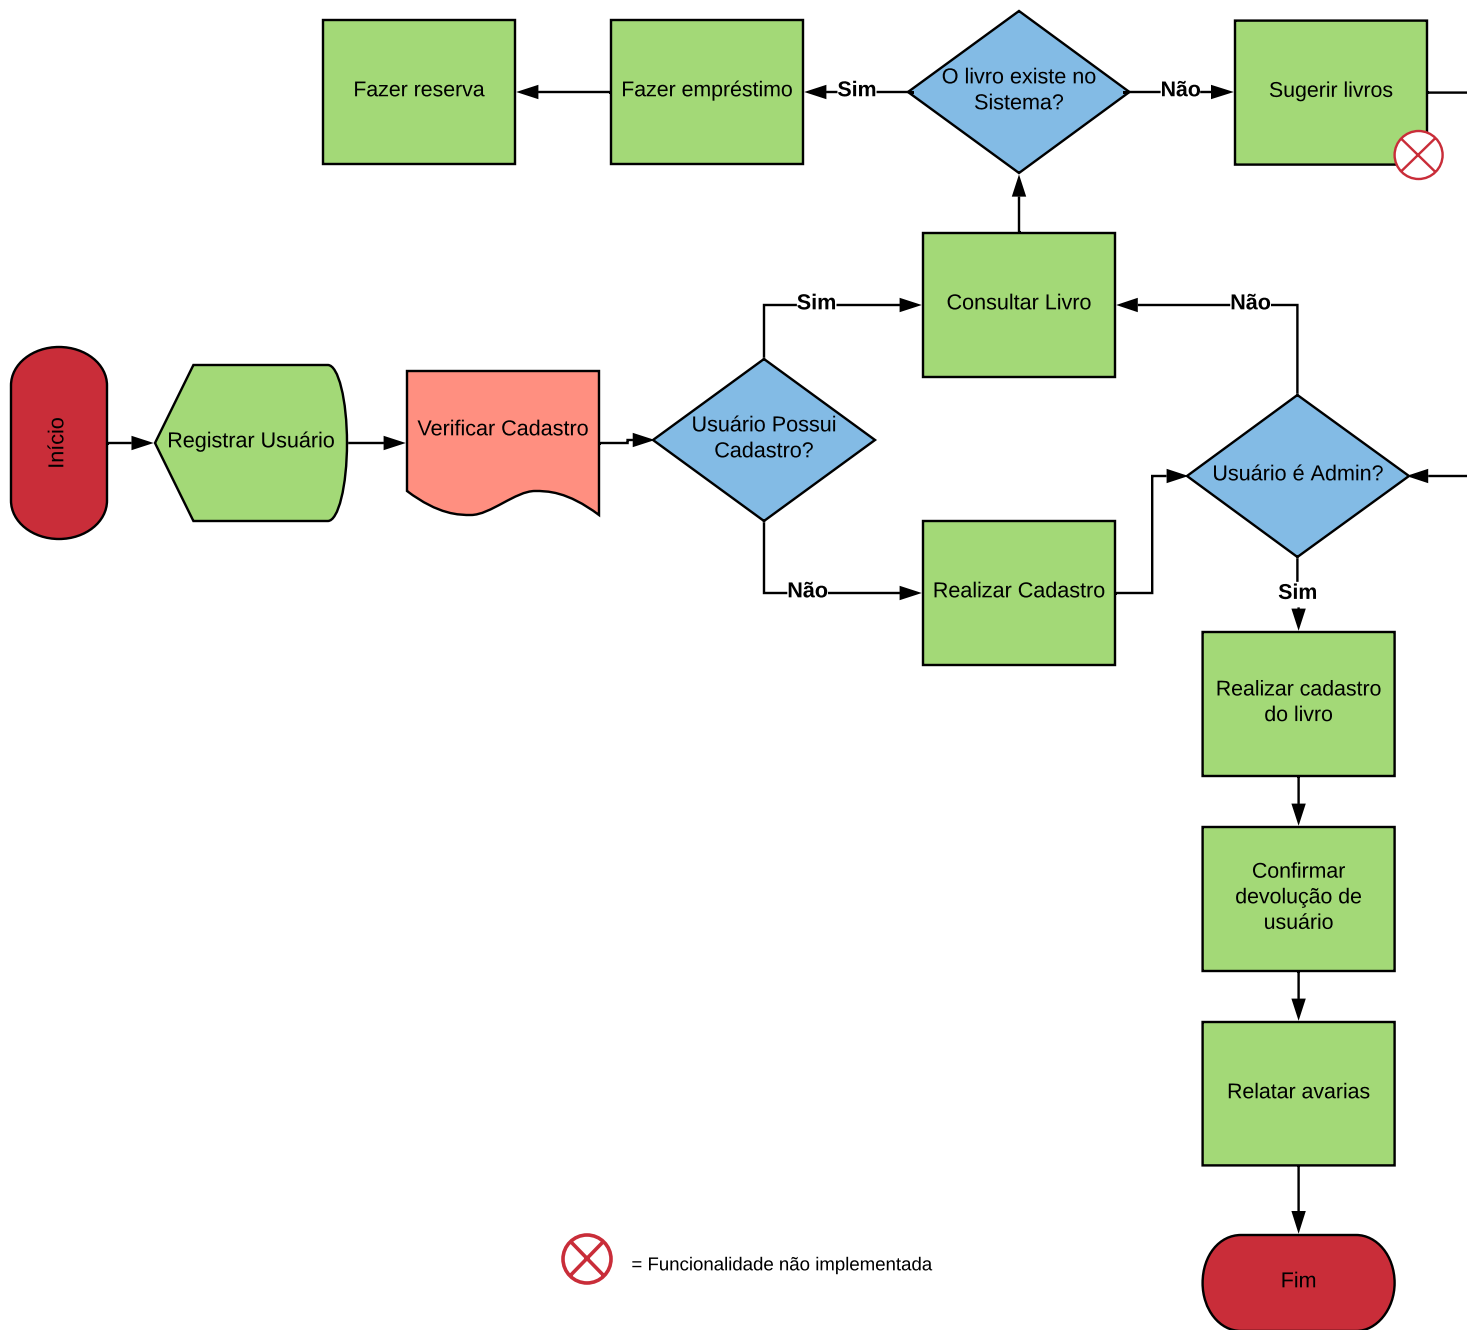 Fazer reserva
Fazer empréstimo
Sim
O livro existe no
Sistema?
Não
Sugerir livros
Sim
Consultar Livro
Não
Início
Registrar Usuário
Verificar Cadastro
Usuário Possui
Cadastro?
Usuário é Admin?
Não
Realizar Cadastro
Sim
Realizar cadastro
do livro
Confirmar
devolução de
usuário
Relatar avarias
= Funcionalidade não implementada
Fim